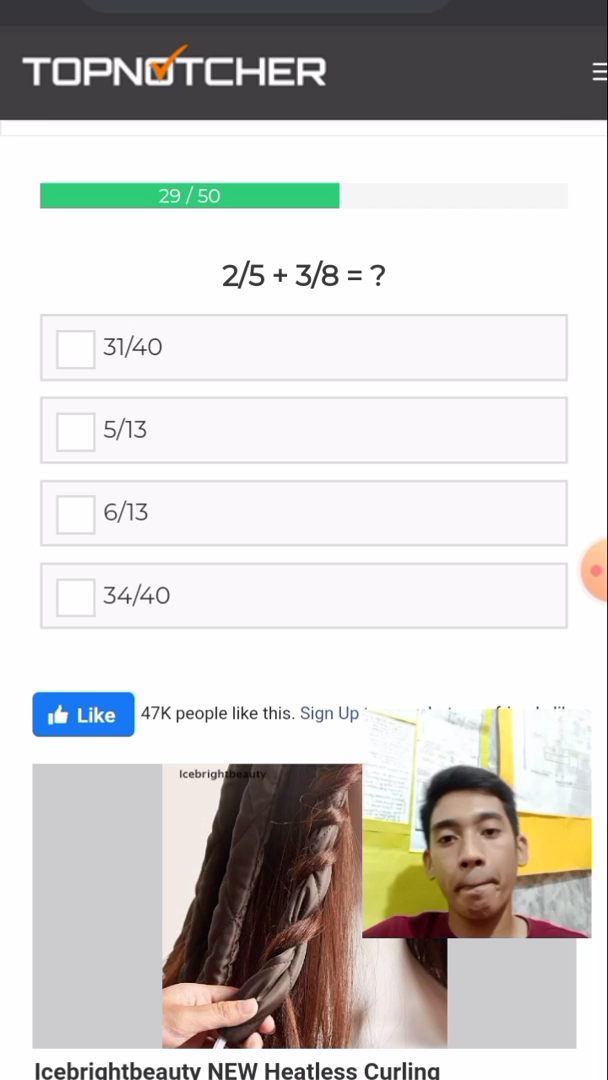 TOPNOTCHER
29 / 50
2/5 + 3/8 = ?
31/40
5/13
6/13
34/40
Like 47K people like this. Sign Up
Icebrightbeauty
Icebrightbeauty NEW Heatless Curling